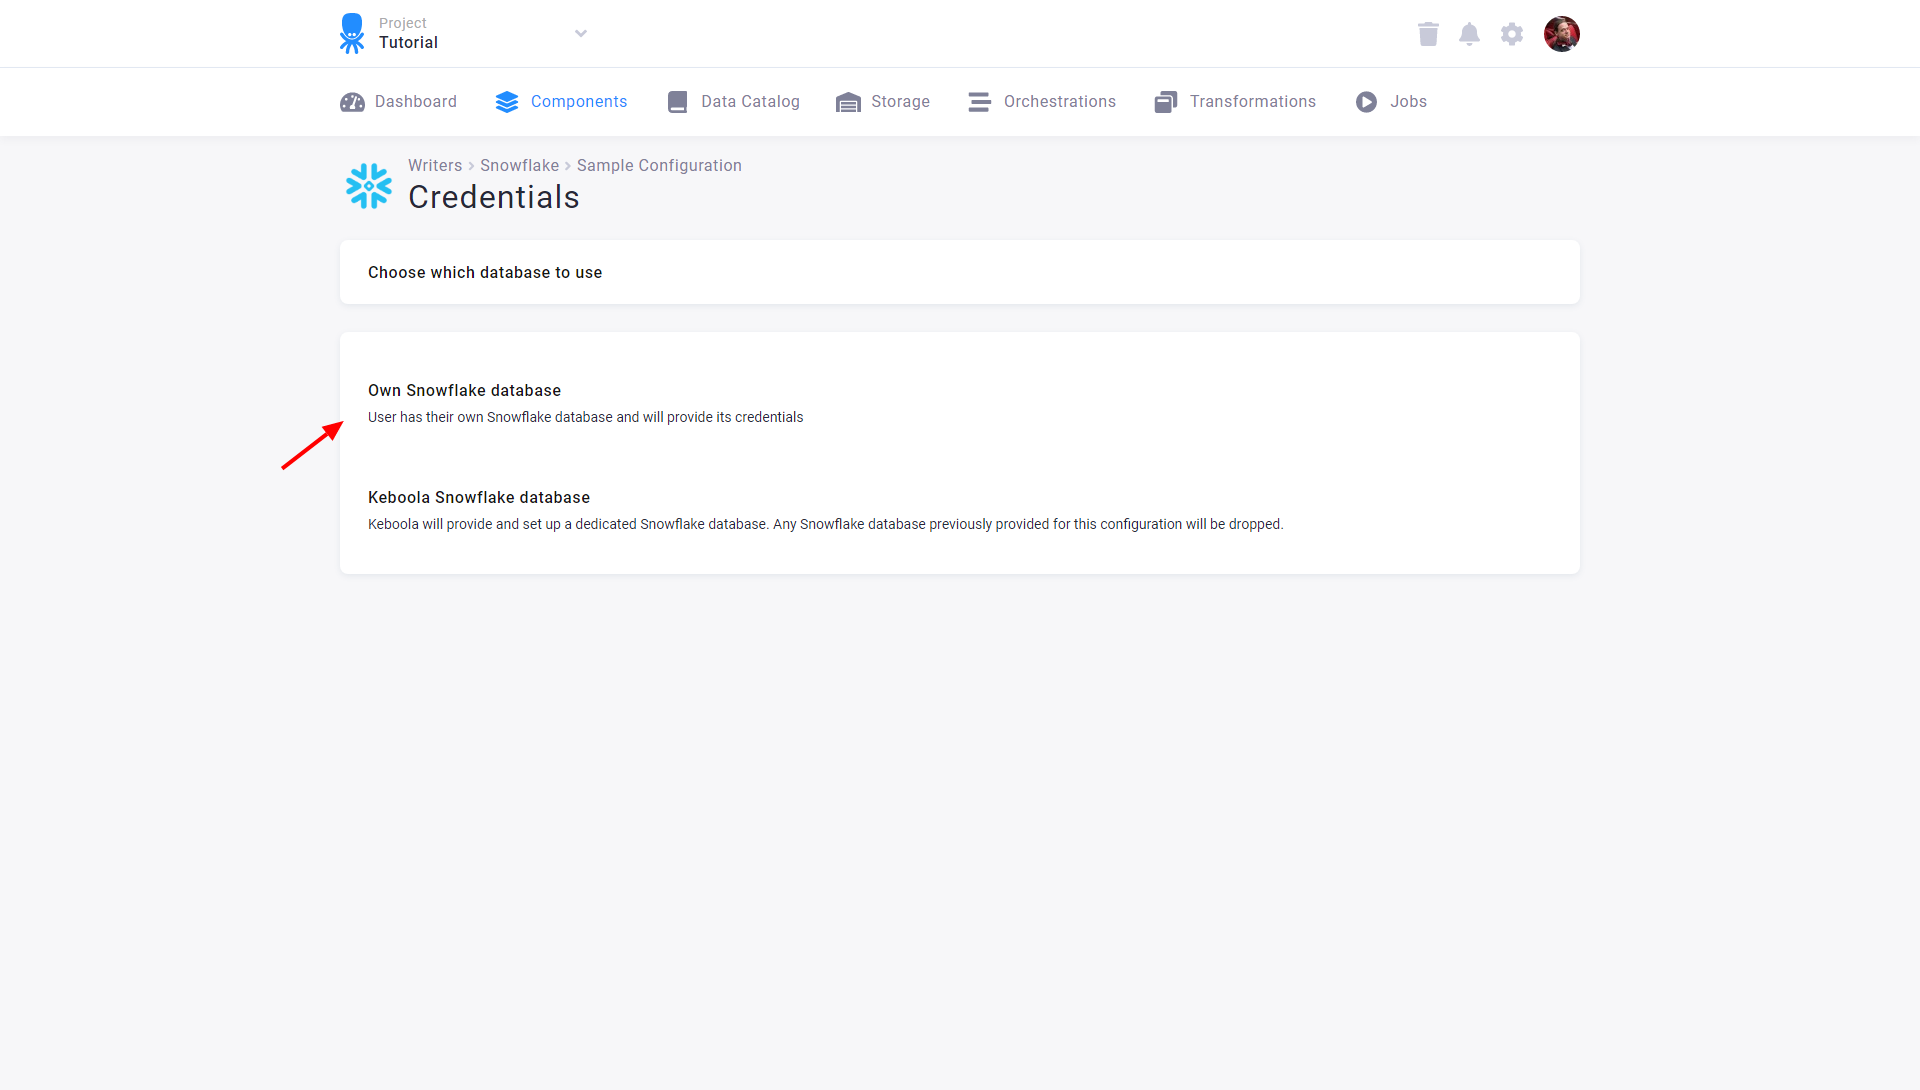 Project
Tutorial
Dashboard Components Data Catalog Storage Orchestrations Transformations Jobs
Writers > Snowflake > Sample Configuration
Credentials
Choose which database to use
Own Snowflake database
User has their own Snowflake database and will provide its credentials
Keboola Snowflake database
Keboola will provide and set up a dedicated Snowflake database. Any Snowflake database previously provided for this configuration will be dropped.